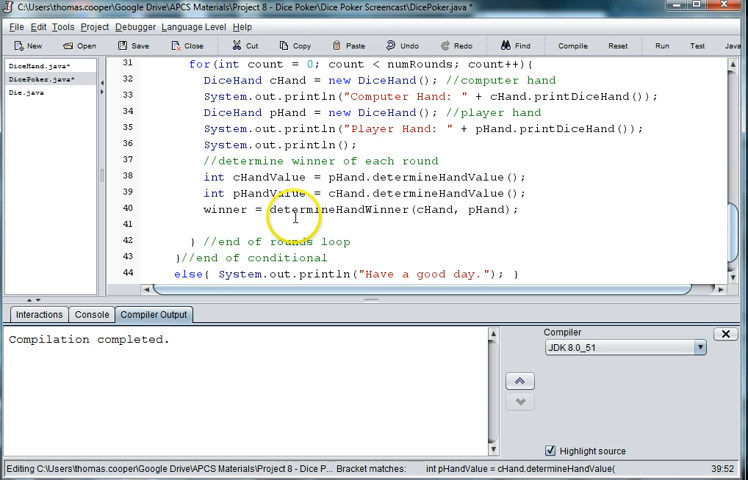 C:\Users\thomas.cooper\Google Drive\APCS Materials\Project 8 - Dice Poker\Dice Poker Screencast\DicePoker.java *
File Edit Tools Project Debugger Language Level Help
New Open Save Close Cut Copy Paste Undo Redo Find Compile Reset Run Test Java
DiceHand.java*
DicePoker.java*
Die.java
31 for(int count = 0; count < numRounds; count++){
32 DiceHand cHand = new DiceHand(); //computer hand
33 System.out.println("Computer Hand: " + cHand.printDiceHand());
34 DiceHand pHand = new DiceHand(); //player hand
35 System.out.println("Player Hand: " + pHand.printDiceHand());
36 System.out.println();
37 //determine winner of each round
38 int cHandValue = pHand.determineHandValue();
39 int pHandValue = cHand.determineHandValue();
40 winner = determineHandWinner(cHand, pHand);
41
42 } //end of rounds loop
43 }//end of conditional
44 else{ System.out.println("Have a good day."); }
Interactions Console Compiler Output
Compilation completed.
Compiler
JDK 8.0_51
Highlight source
Editing C:\Users\thomas.cooper\Google Drive\APCS Materials\Project 8 - Dice P... Bracket matches: int pHandValue = cHand.determineHandValue( 39:52